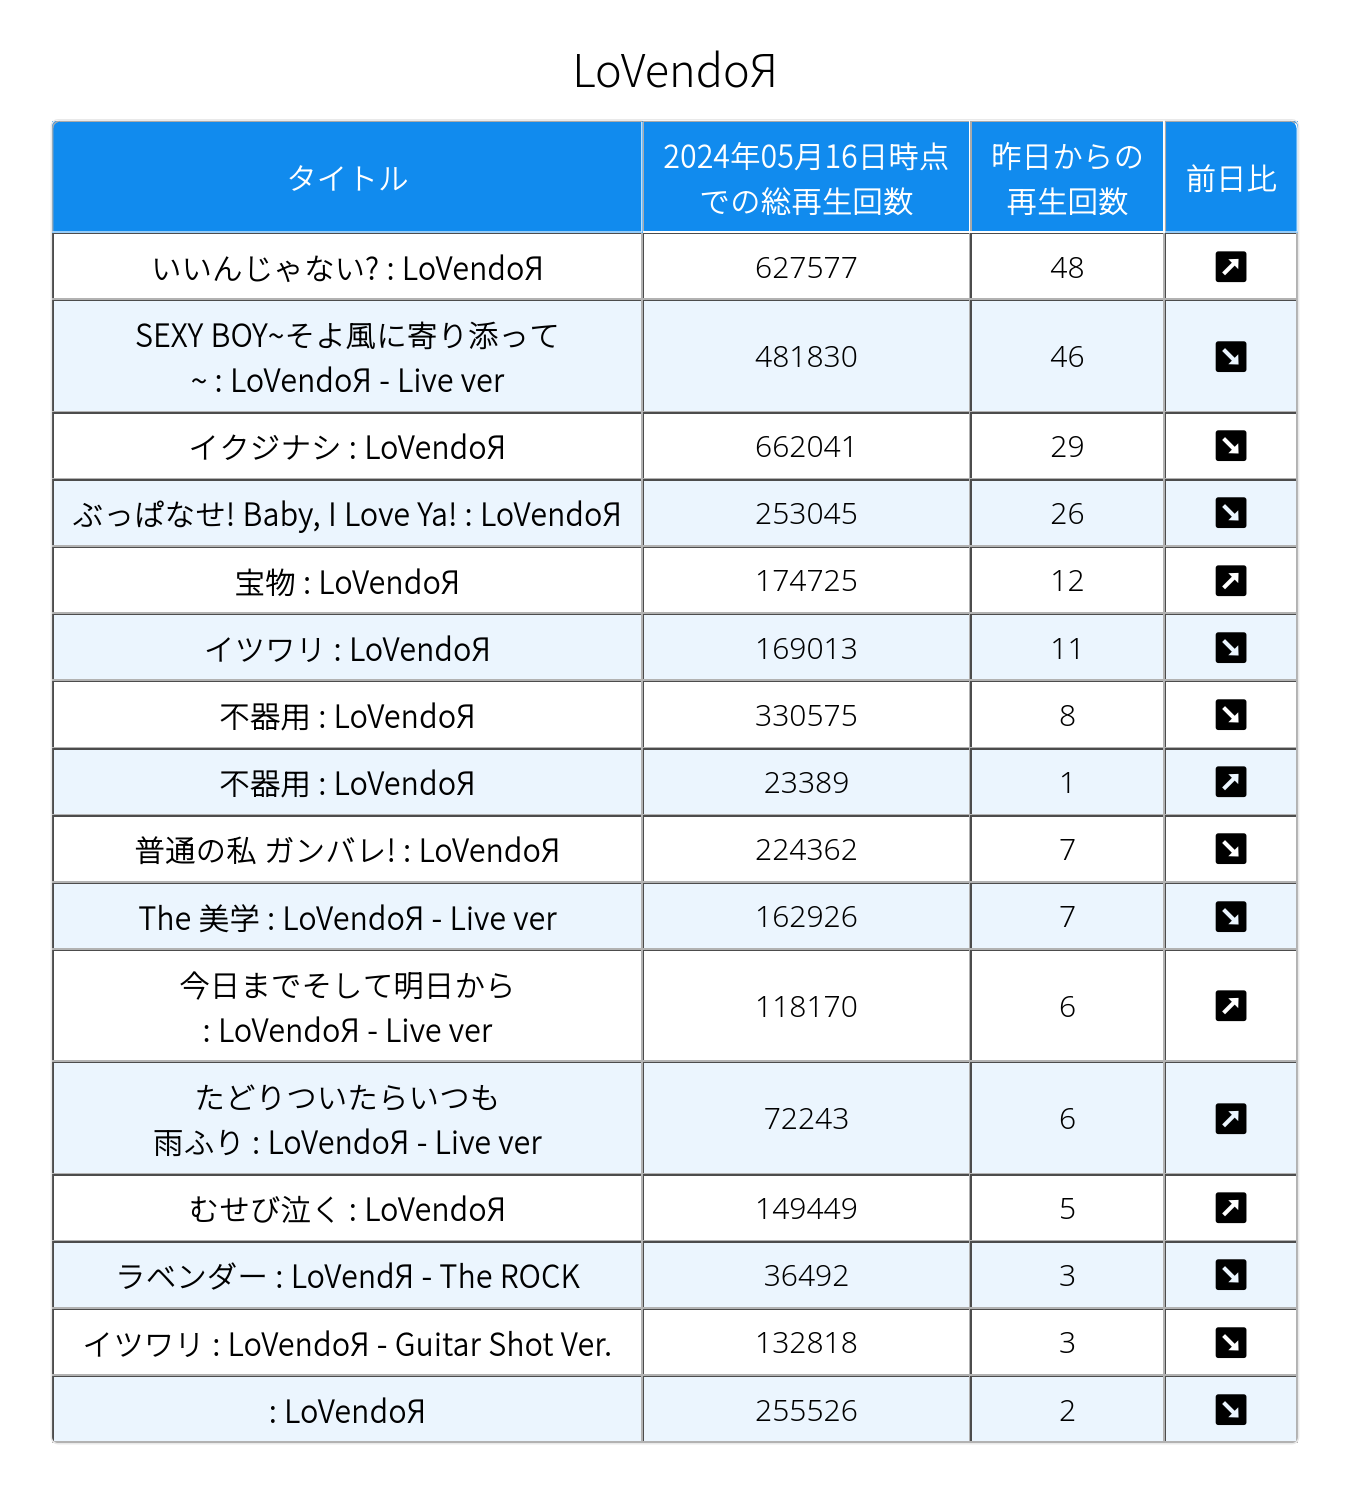 LoVendoЯ
タイトル
2024年05月16日時点
での総再生回数
昨日からの
再生回数
前日比
いいんじゃない? : LoVendoЯ 627577 48
SEXY BOY~そよ風に寄り添って
~ : LoVendoЯ - Live ver
481830 46
イクジナシ : LoVendoЯ 662041 29
ぶっぱなせ! Baby, I Love Ya! : LoVendoЯ 253045 26
宝物 : LoVendoЯ 174725 12
イツワリ : LoVendoЯ 169013 11
不器用 : LoVendoЯ 330575 8
不器用 : LoVendoЯ 23389 1
普通の私 ガンバレ! : LoVendoЯ 224362 7
The 美学 : LoVendoЯ - Live ver 162926 7
今日までそして明日から
: LoVendoЯ - Live ver
118170 6
たどりついたらいつも
雨ふり : LoVendoЯ - Live ver
72243 6
むせび泣く : LoVendoЯ 149449 5
ラベンダー : LoVendЯ - The ROCK 36492 3
イツワリ : LoVendoЯ - Guitar Shot Ver. 132818 3
: LoVendoЯ 255526 2